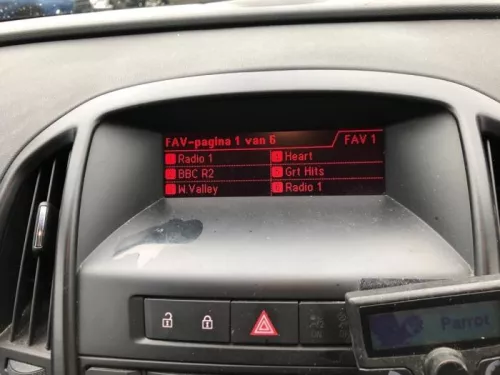 FAV-pagina 1 van 6 FAV 1
Radio 1 Heart
BBC R2 Grt Hits
W.Valley Radio 1
Parrot